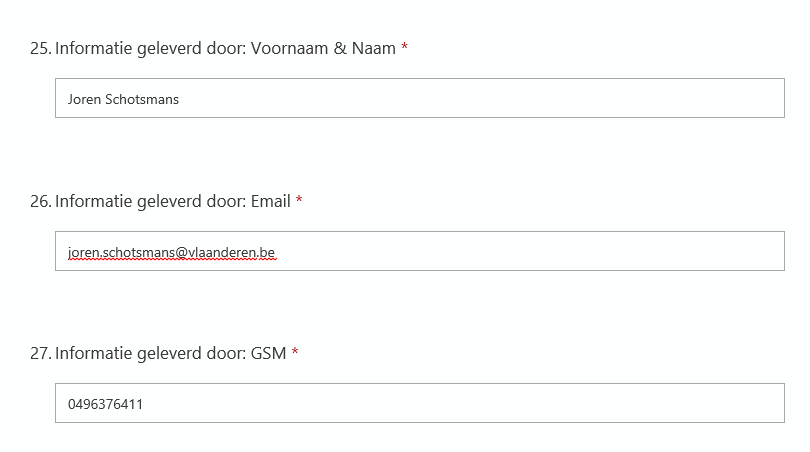 25. Informatie geleverd door: Voornaam & Naam *
Joren Schotsmans
26. Informatie geleverd door: Email *
joren.schotsmans@vlaanderen.be
27. Informatie geleverd door: GSM *
0496376411